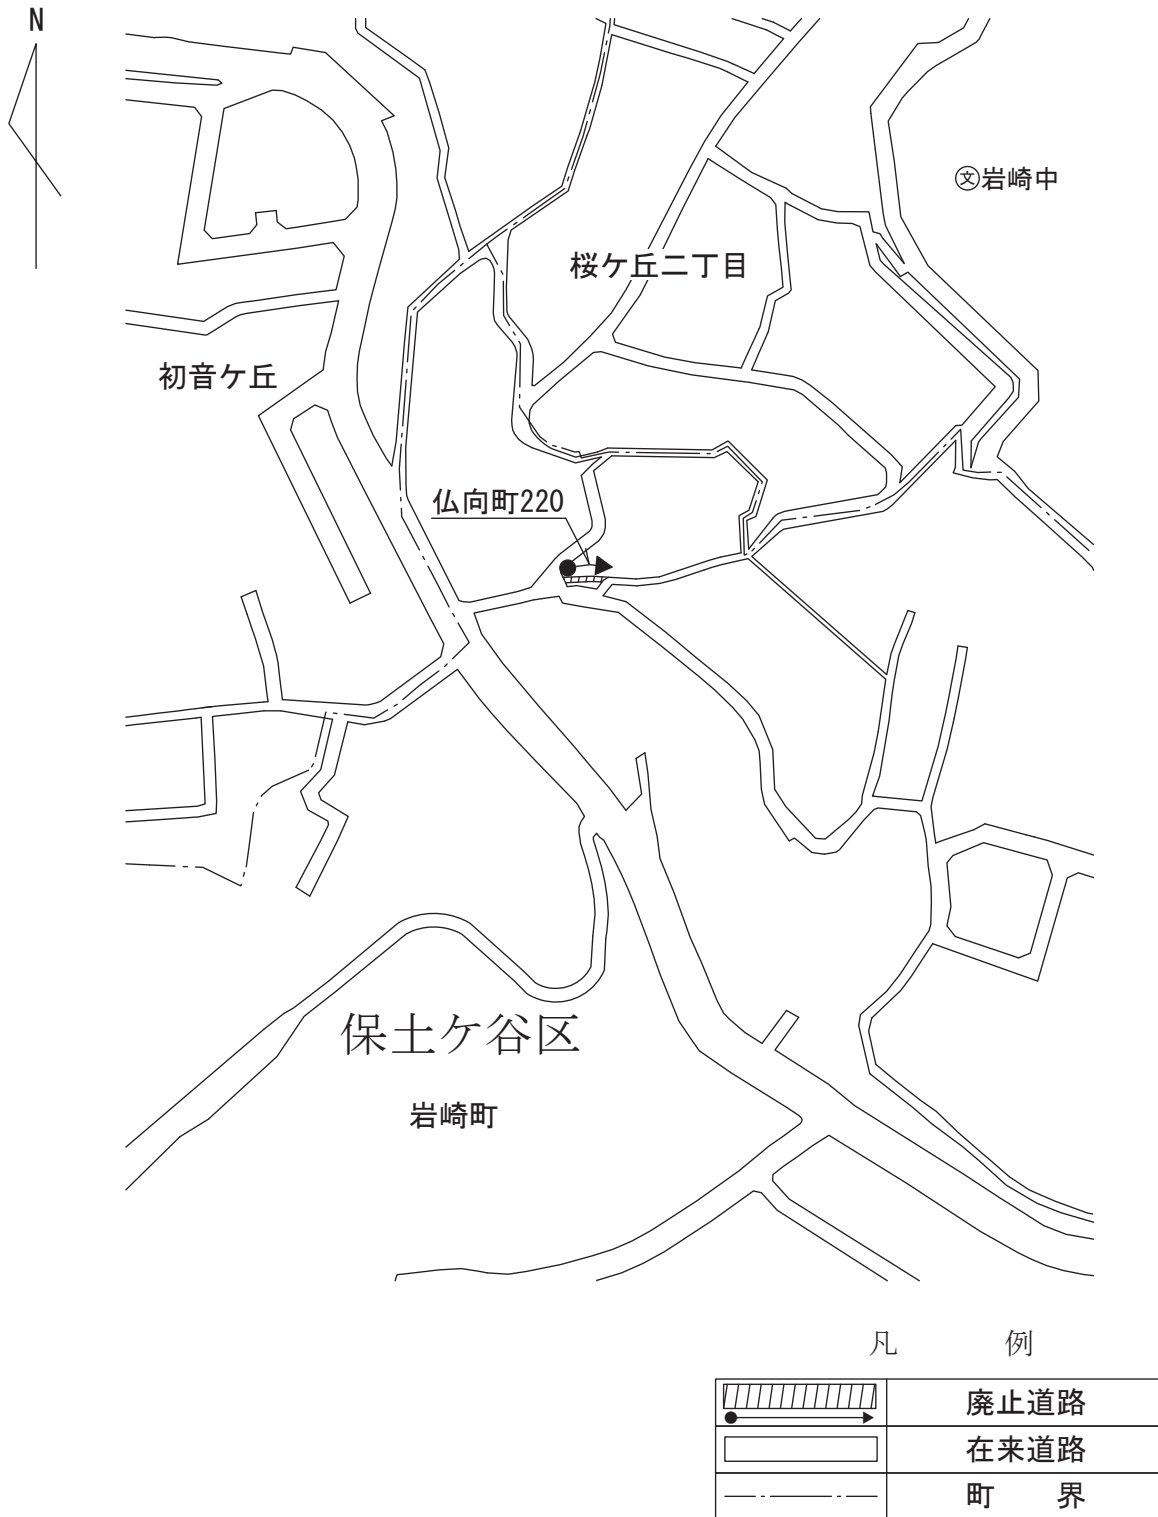 N
㊛岩崎中
桜ケ丘二丁目
初音ケ丘
仏向町220
保土ケ谷区
岩崎町
凡 例
廃止道路
在来道路
町 界